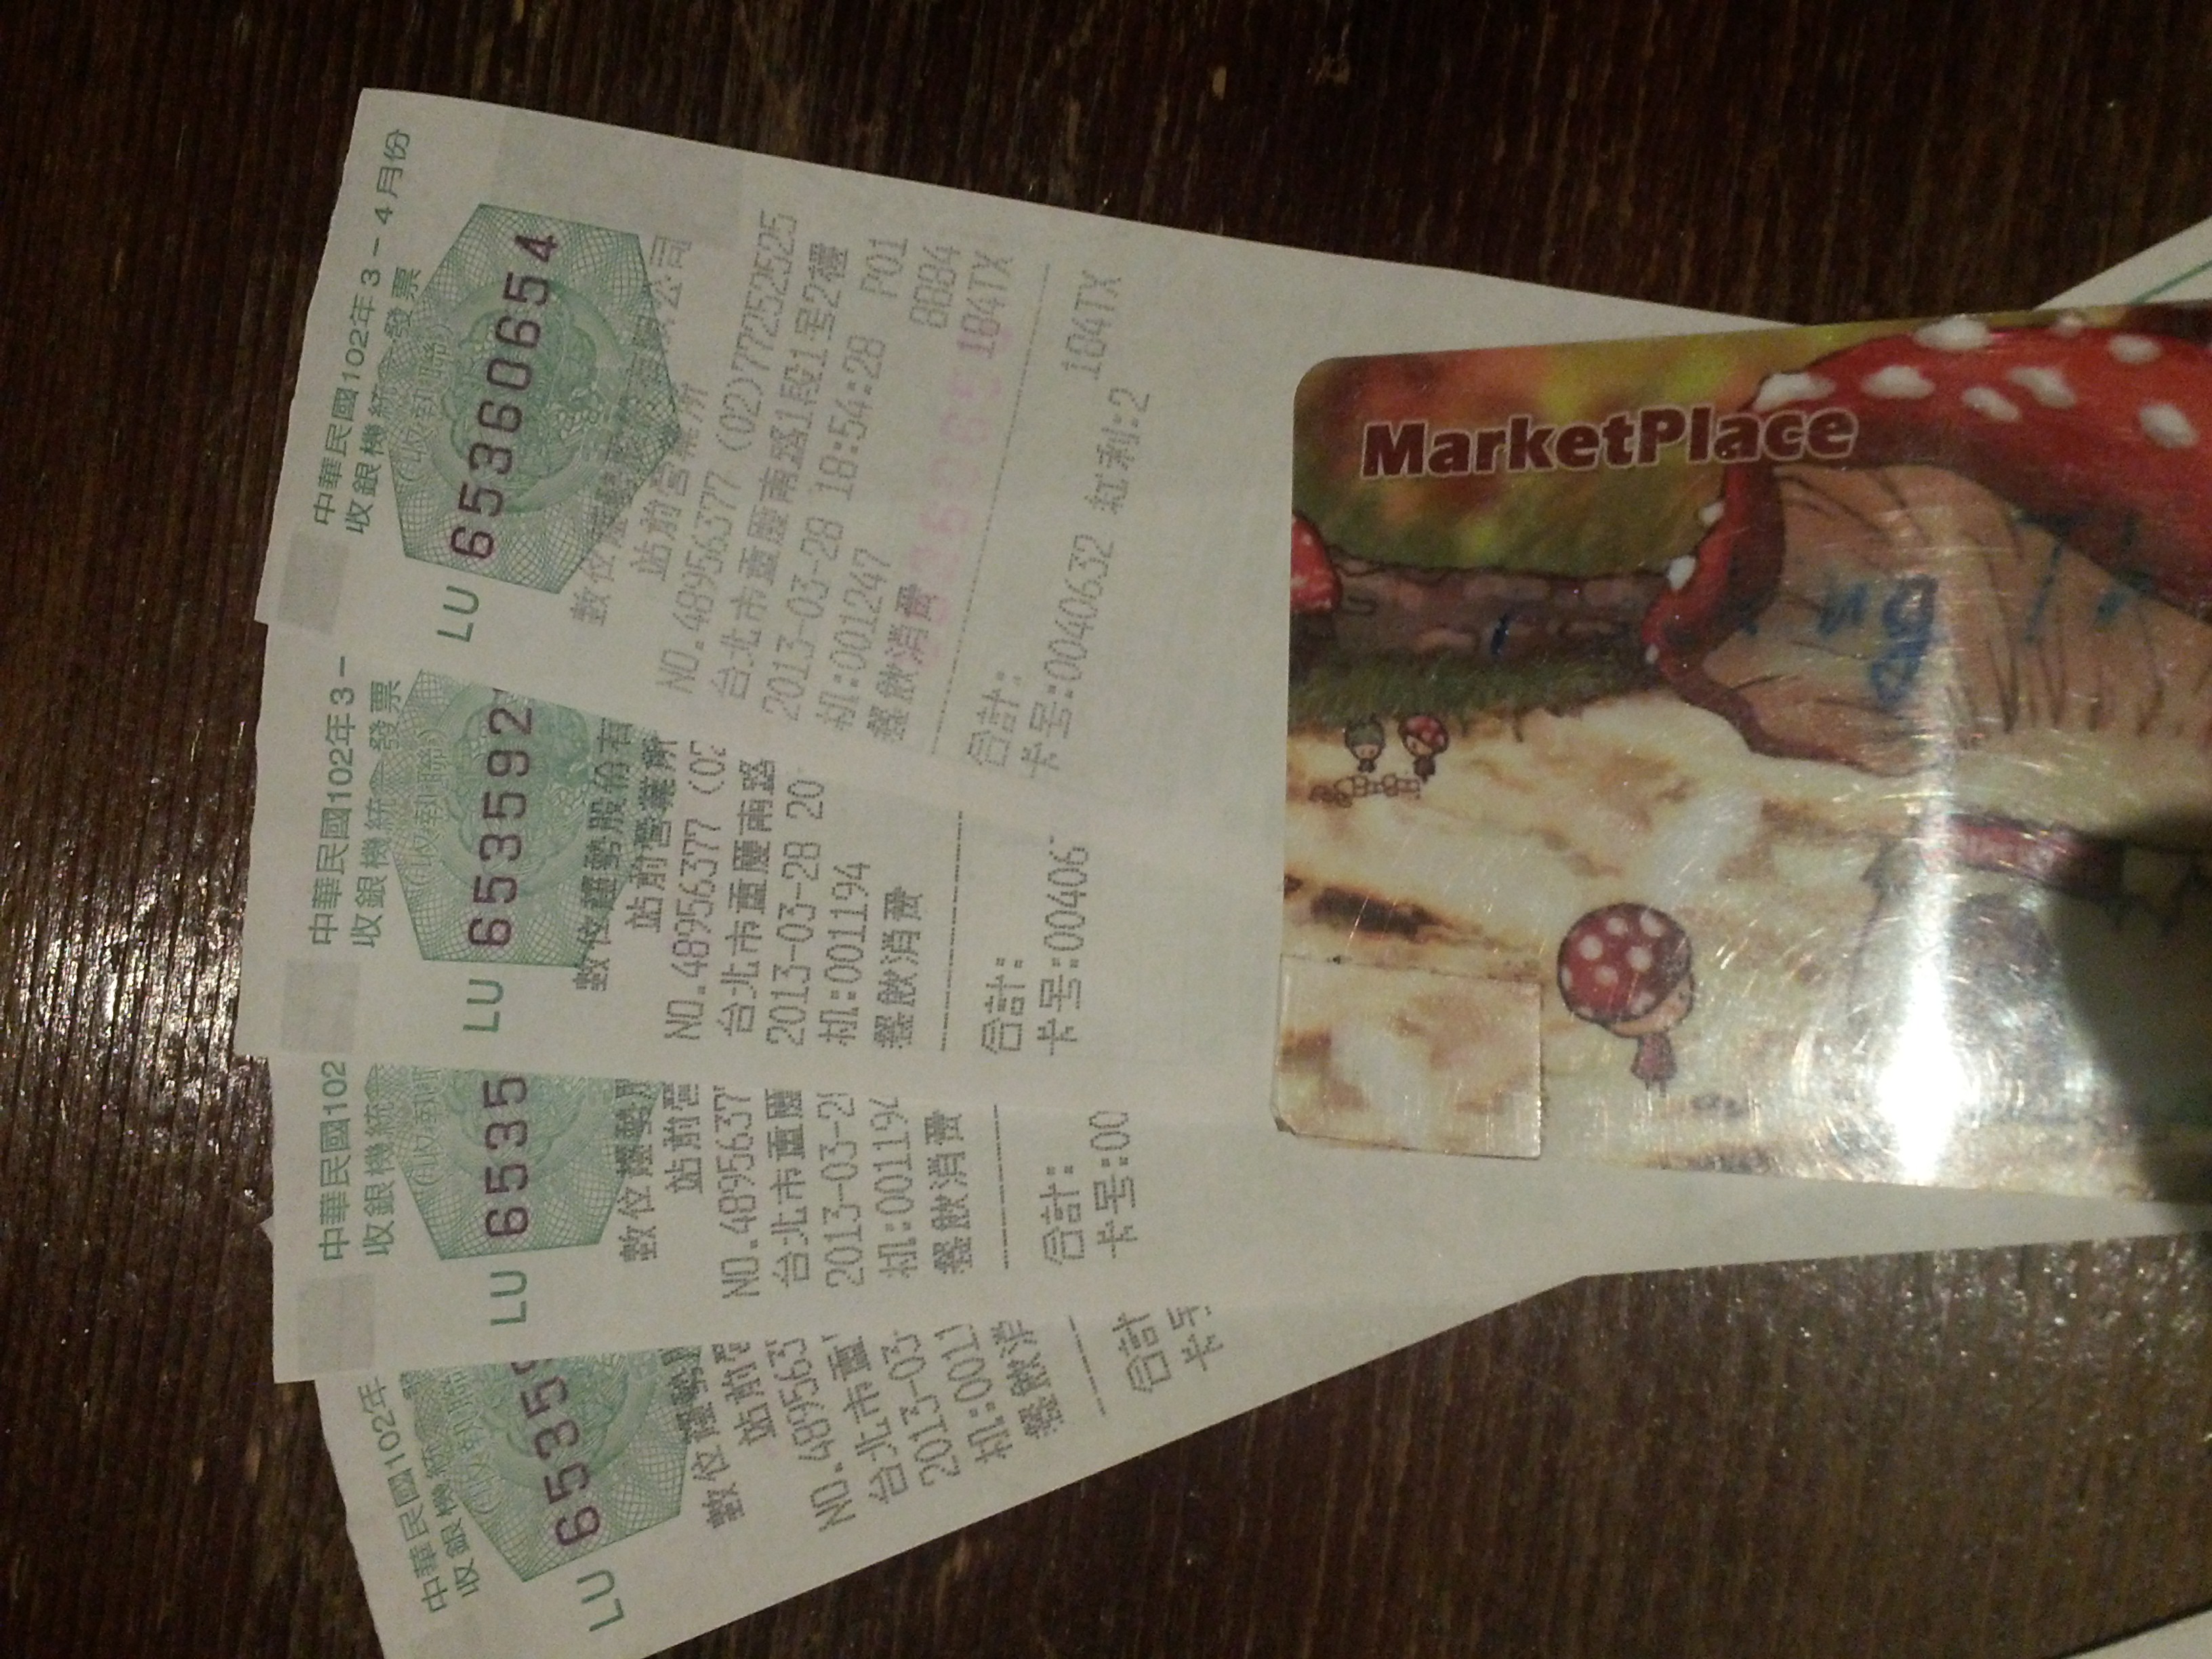 中華民國102年
收銀機統一發
(收執聯
LU 65359
數位趨勢
站前營
NO.489563
台北市重
2013-03-
机:001
餐飲消
合計
卡号
中華民國102
收銀機統一
(收執
LU 6535
數位趨勢股
站前營
NO.4895637
台北市重慶
2013-03-2
机:001194
餐飲消費
合計:
卡号:00
中華民國102年3-
收銀機統一發票
(收執聯)
LU 653592
數位趨勢股份有
站前營業所
NO.48956377 (02
台北市重慶南路
2013-03-28 20
机:001194
餐飲消費
合計:
卡号:00406
中華民國102年3-4月份
收銀機統一發票
(收執聯)
LU 65360654
數位趨勢股份有限公司
站前營業所
NO.48956377 (02)77252525
台北市重慶南路1段1号2樓
2013-03-28 18:54:28 P01
机:001247 8884
餐飲消費 184TX
合計: 184TX
卡号:0040632 紅利:2
MarketPlace